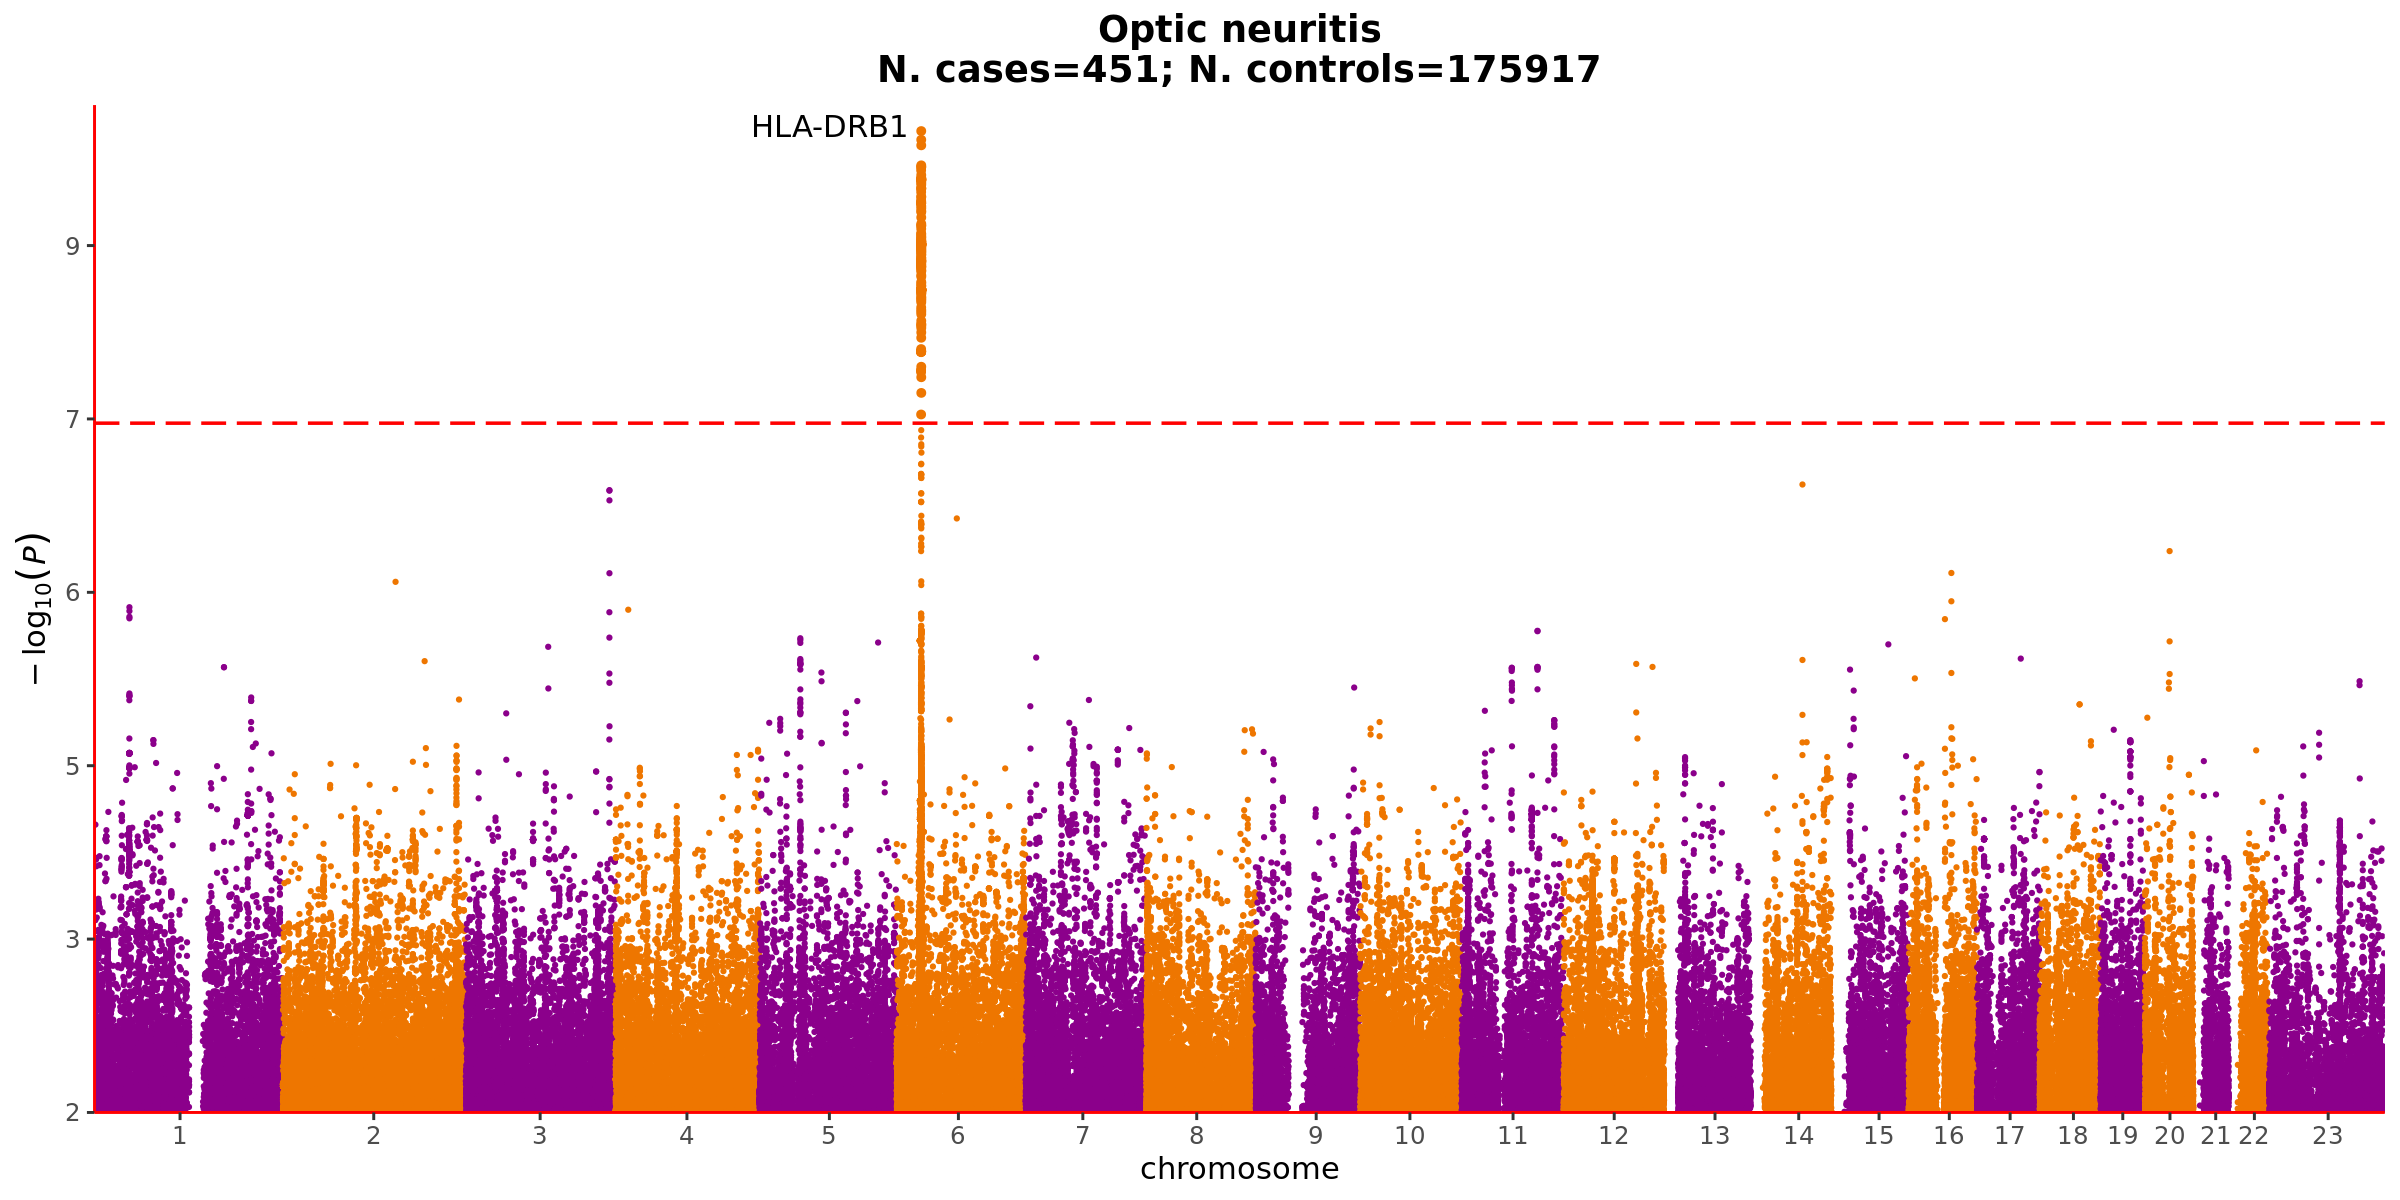 Optic neuritis
N. cases=451; N. controls=175917
HLA-DRB1
9
7
6
5
3
2
−log10(P)
1 2 3 4 5 6 7 8 9 10 11 12 13 14 15 16 17 18 19 20 21 22 23
chromosome